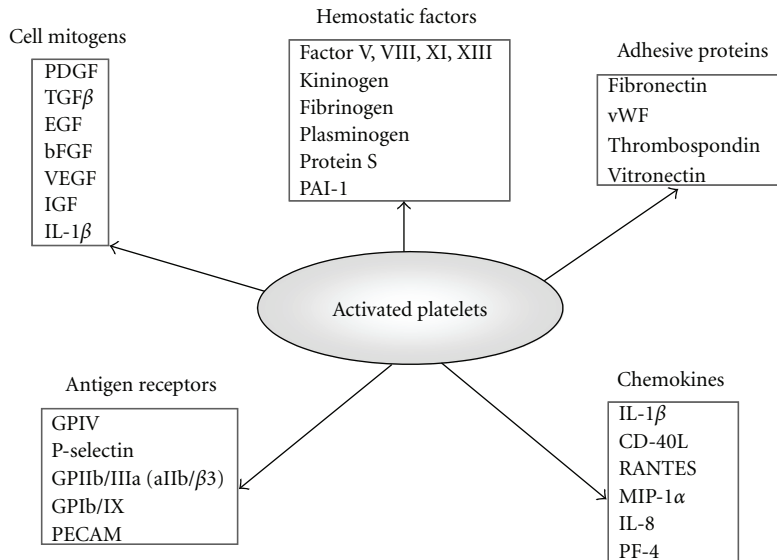 Cell mitogens
PDGF
TGFβ
EGF
bFGF
VEGF
IGF
IL-1β
Hemostatic factors
Factor V, VIII, XI, XIII
Kininogen
Fibrinogen
Plasminogen
Protein S
PAI-1
Adhesive proteins
Fibronectin
vWF
Thrombospondin
Vitronectin
Activated platelets
Antigen receptors
GPIV
P-selectin
GPIIb/IIIa (aIIb/β3)
GPIb/IX
PECAM
Chemokines
IL-1β
CD-40L
RANTES
MIP-1α
IL-8
PF-4